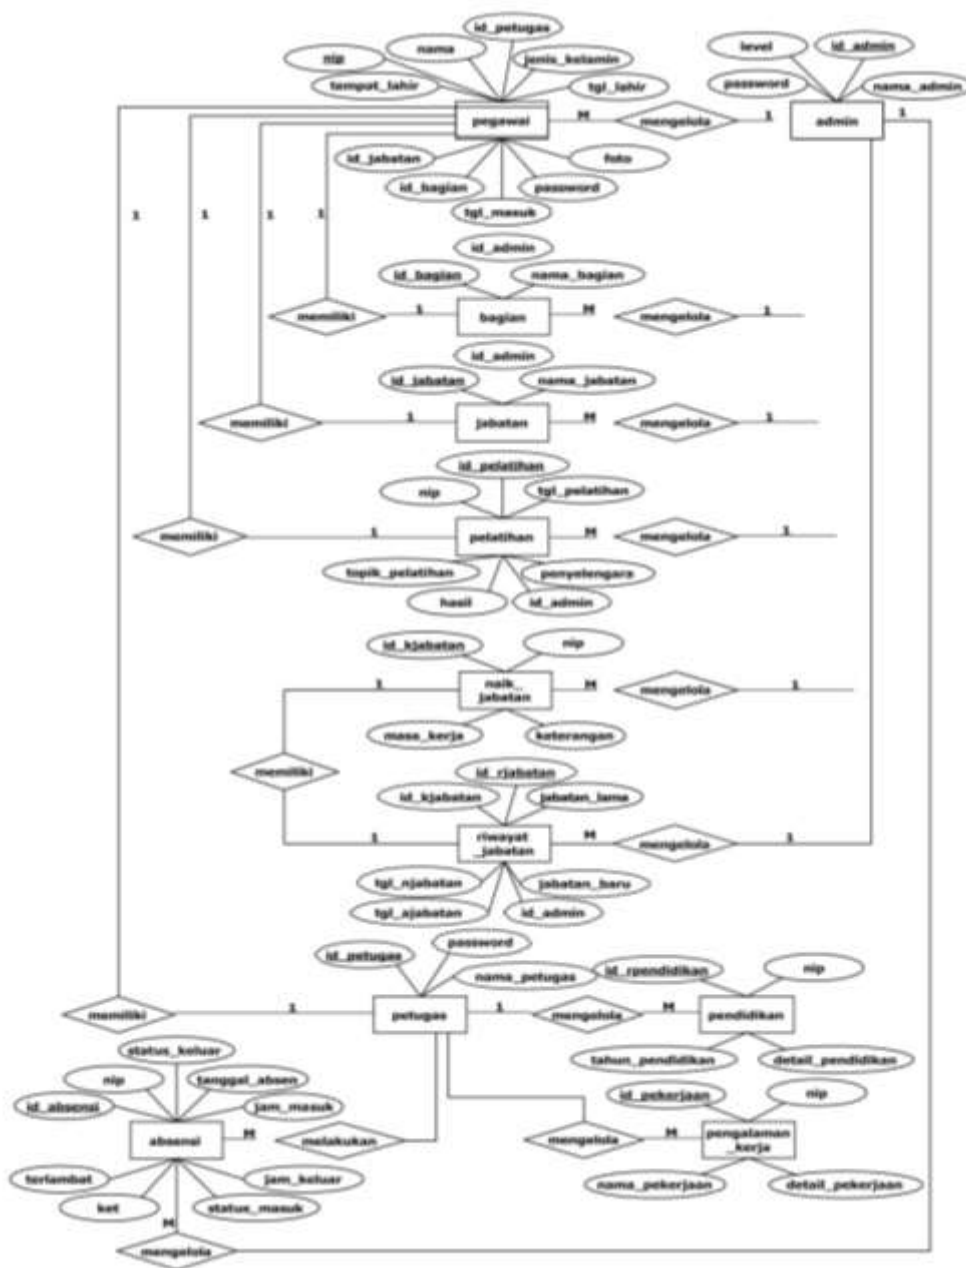 id_petugas
nama
level
id_admin
nip
jenis_kelamin
tempat_lahir
tgl_lahir
password
nama_admin
pegawai
M
mengelola
1
admin
1
id_jabatan
foto
id_bagian
password
1
1
1
1
tgl_masuk
id_admin
id_bagian
nama_bagian
memiliki
1
bagian
M
mengelola
1
id_admin
id_jabatan
nama_jabatan
memiliki
1
jabatan
M
mengelola
1
id_pelatihan
nip
tgl_pelatihan
memiliki
1
pelatihan
M
mengelola
1
topik_pelatihan
penyelengara
hasil
id_admin
id_kjabatan
nip
1
naik_
jabatan
M
mengelola
1
masa_kerja
keterangan
memiliki
id_rjabatan
id_kjabatan
jabatan_lama
1
riwayat
_jabatan
M
mengelola
1
tgl_njabatan
jabatan_baru
tgl_ajabatan
id_admin
id_petugas
password
nama_petugas
id_rpendidikan
nip
memiliki
1
petugas
1
mengelola
M
pendidikan
status_keluar
tahun_pendidikan
detail_pendidikan
nip
tanggal_absen
id_absensi
jam_masuk
id_pekerjaan
nip
absensi
M
melakukan
mengelola
M
pengalaman
_kerja
terlambat
jam_keluar
nama_pekerjaan
detail_pekerjaan
ket
status_masuk
M
mengelola